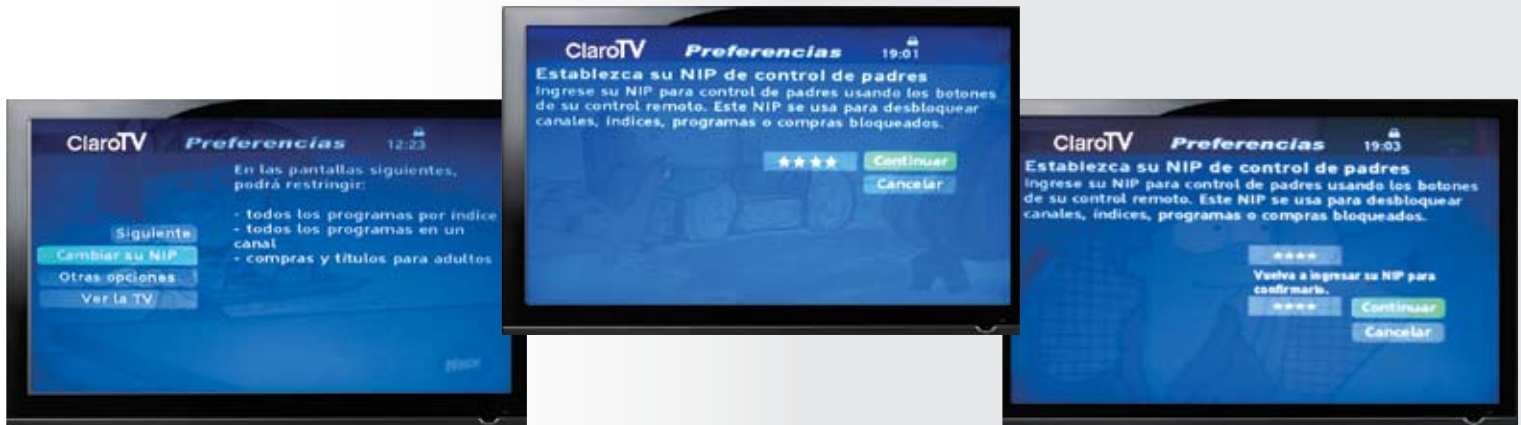 ClaroTV Preferencias 12:23
En las pantallas siguientes,
podrá restringir:
- todos los programas por índice
- todos los programas en un
canal
- compras y títulos para adultos
Siguiente
Cambiar su NIP
Otras opciones
Ver la TV
ClaroTV Preferencias 19:01
Establezca su NIP de control de padres
Ingrese su NIP para control de padres usando los botones
de su control remoto. Este NIP se usa para desbloquear
canales, índices, programas o compras bloqueados.
**** Continuar
Cancelar
ClaroTV Preferencias 19:03
Establezca su NIP de control de padres
Ingrese su NIP para control de padres usando los botones
de su control remoto. Este NIP se usa para desbloquear
canales, índices, programas o compras bloqueados.
****
Vuelva a ingresar su NIP para
confirmarlo.
**** Continuar
Cancelar